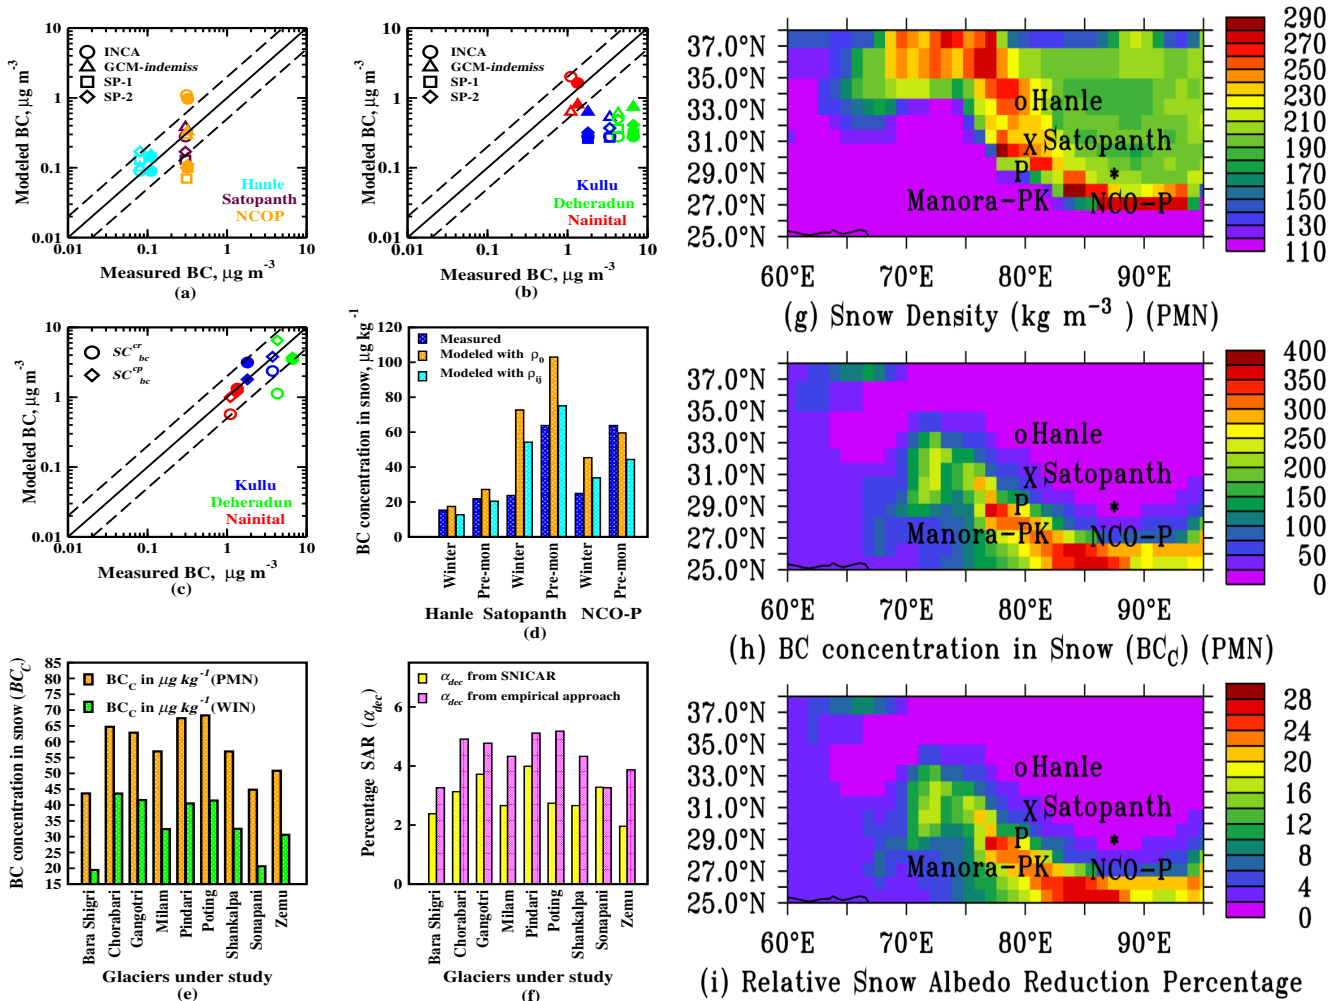 10
1
0.1
0.01
0.01 0.1 1 10
Modeled BC, μg m-3
Measured BC, μg m-3
INCA
GCM-indemiss
SP-1
SP-2
Hanle
Satopanth
NCOP
(a)
10
1
0.1
0.01
0.01 0.1 1 10
Modeled BC, μg m-3
Measured BC, μg m-3
INCA
GCM-indemiss
SP-1
SP-2
Kullu
Deheradun
Nainital
(b)
10
1
0.1
0.01
0.01 0.1 1 10
Modeled BC, μg m-3
Measured BC, μg m-3
SC cr bc
SC cp bc
Kullu
Deheradun
Nainital
(c)
120
100
80
60
40
20
0
BC concentration in snow, μg kg-1
Measured
Modeled with ρ0
Modeled with ρij
Winter Pre-mon Winter Pre-mon Winter Pre-mon
Hanle Satopanth NCO-P
(d)
85
80
75
70
65
60
55
50
45
40
35
30
25
20
15
BC concentration in snow (BCC)
BCC in μg kg-1(PMN)
BCC in μg kg-1(WIN)
Bara Shigri Chorabari Gangotri Milam Pindari Poting Shankalpa Sonapani Zemu
Glaciers under study
(e)
6
4
2
0
Percentage SAR (αdec)
αdec from SNICAR
αdec from empirical approach
Bara Shigri Chorabari Gangotri Milam Pindari Poting Shankalpa Sonapani Zemu
Glaciers under study
(f)
37.0°N
35.0°N
33.0°N
31.0°N
29.0°N
27.0°N
25.0°N
60°E 70°E 80°E 90°E
o Hanle
X Satopanth
P
*
Manora-PK NCO-P
290
270
250
230
210
190
170
150
130
110
(g) Snow Density (kg m-3 ) (PMN)
37.0°N
35.0°N
33.0°N
31.0°N
29.0°N
27.0°N
25.0°N
60°E 70°E 80°E 90°E
o Hanle
X Satopanth
P
*
Manora-PK NCO-P
400
350
300
250
200
150
100
50
0
(h) BC concentration in Snow (BCC) (PMN)
37.0°N
35.0°N
33.0°N
31.0°N
29.0°N
27.0°N
25.0°N
60°E 70°E 80°E 90°E
o Hanle
X Satopanth
P
*
Manora-PK NCO-P
28
24
20
16
12
8
4
0
(i) Relative Snow Albedo Reduction Percentage